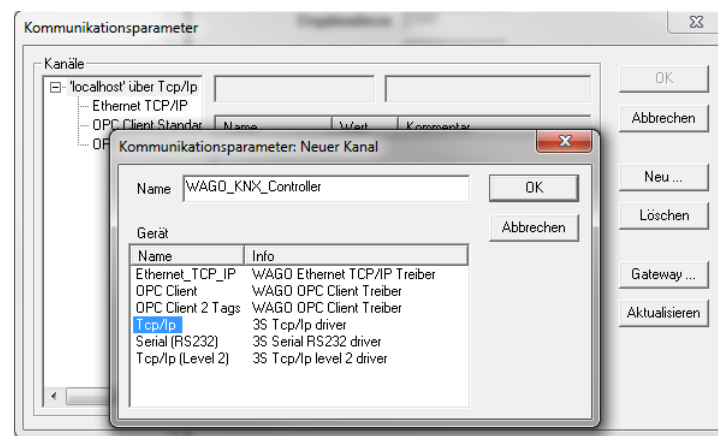 Kommunikationsparameter
Kanäle
'localhost' über Tcp/Ip
Ethernet TCP/IP
OPC Client Standar
Name Wert Kommentar
OK
Abbrechen
Neu ...
Löschen
Gateway ...
Aktualisieren
Kommunikationsparameter: Neuer Kanal
Name WAGO_KNX_Controller
OK
Abbrechen
Gerät
Name Info
Ethernet_TCP_IP WAGO Ethernet TCP/IP Treiber
OPC Client WAGO OPC Client Treiber
OPC Client 2 Tags WAGO OPC Client Treiber
Tcp/Ip 3S Tcp/Ip driver
Serial (RS232) 3S Serial RS232 driver
Tcp/Ip (Level 2) 3S Tcp/Ip level 2 driver